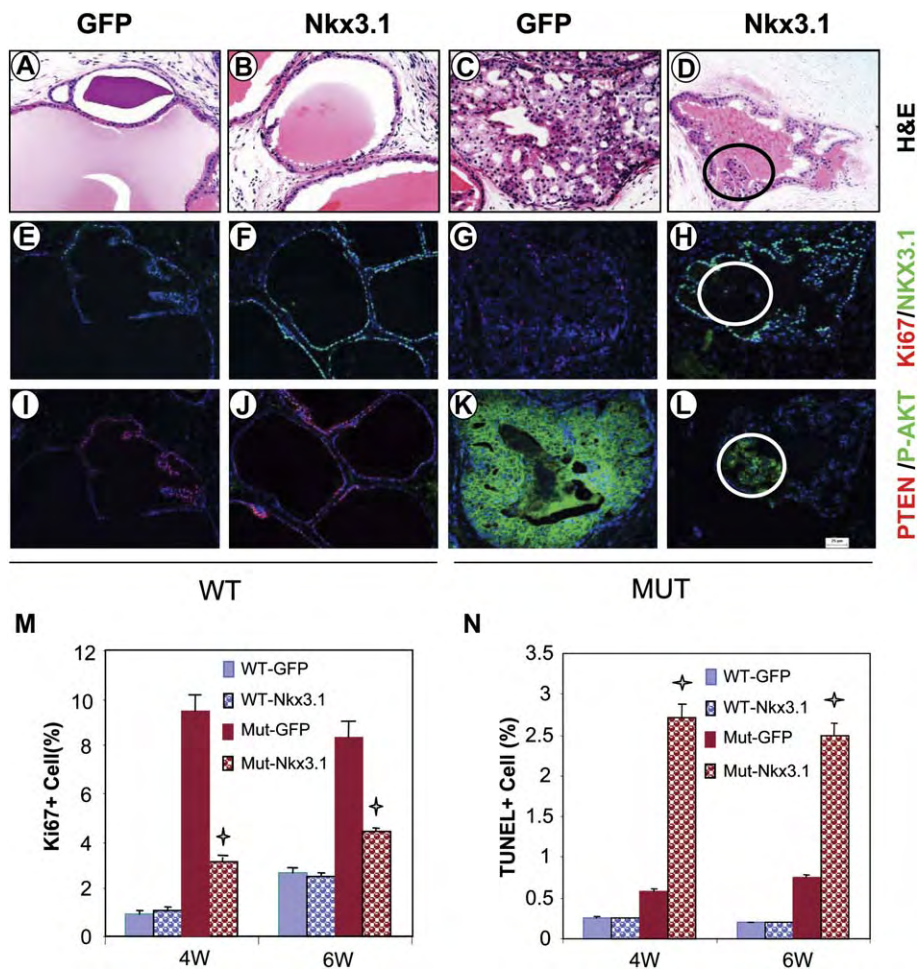 GFP Nkx3.1 GFP Nkx3.1
A B C D
H&E
E F G H
Ki67/NKX3.1
I J K L
PTEN /P-AKT
WT MUT
M
12
10
8
6
4
2
0
Ki67+ Cell(%)
WT-GFP
WT-Nkx3.1
Mut-GFP
Mut-Nkx3.1
4W 6W
N
3.5
3
2.5
2
1.5
1
0.5
0
TUNEL+ Cell (%)
WT-GFP
WT-Nkx3.1
Mut-GFP
Mut-Nkx3.1
4W 6W